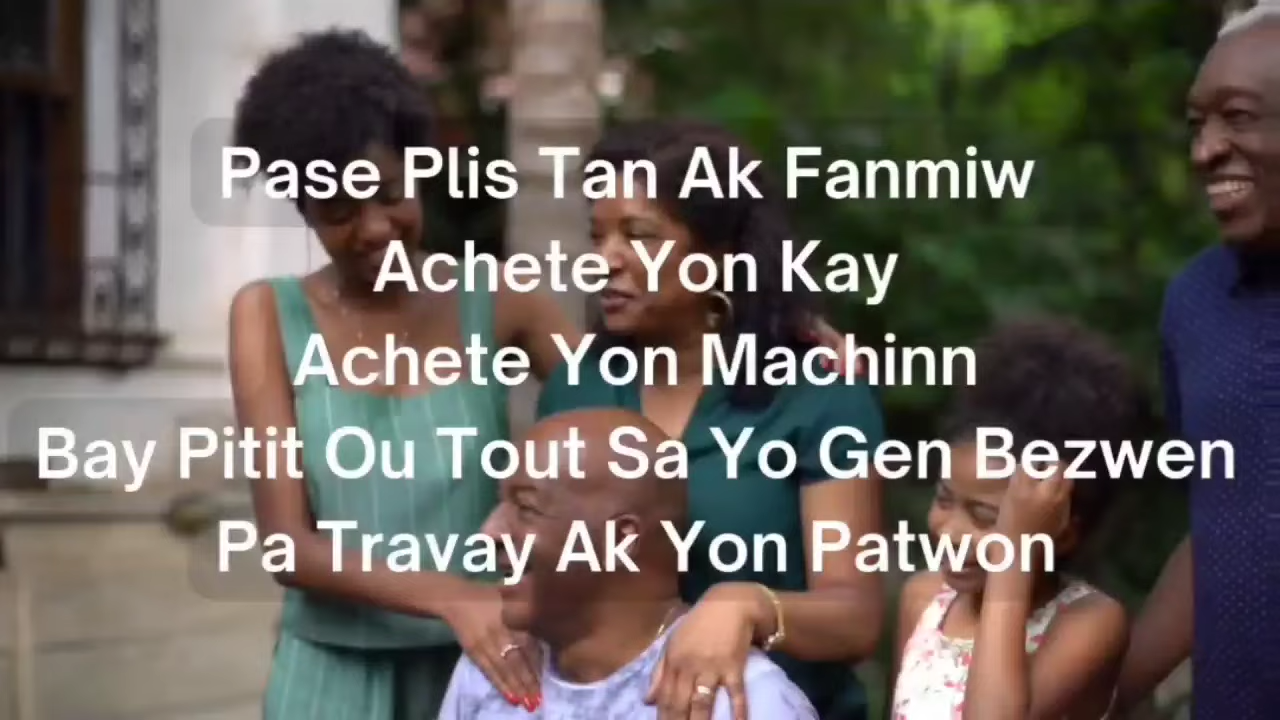 Pase Plis Tan Ak Fanmiw
Achete Yon Kay
Achete Yon Machinn
Bay Pitit Ou Tout Sa Yo Gen Bezwen
Pa Travay Ak Yon Patwon